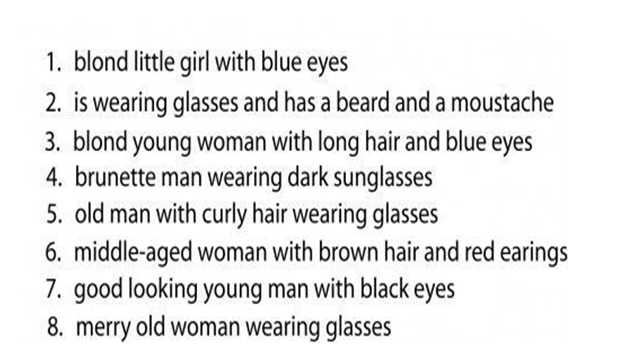 1. blond little girl with blue eyes
2. is wearing glasses and has a beard and a moustache
3. blond young woman with long hair and blue eyes
4. brunette man wearing dark sunglasses
5. old man with curly hair wearing glasses
6. middle-aged woman with brown hair and red earings
7. good looking young man with black eyes
8. merry old woman wearing glasses